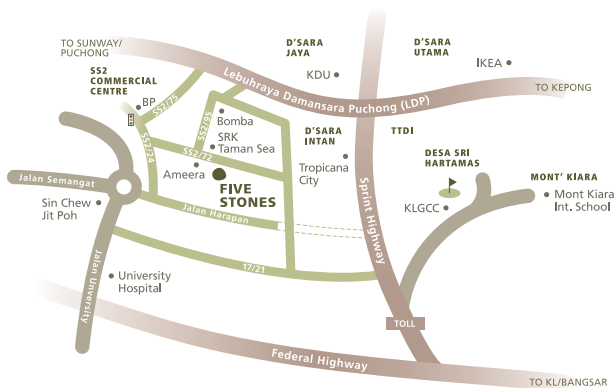 TO SUNWAY/
PUCHONG
D'SARA
JAYA
D'SARA
UTAMA
KDU
IKEA
SS2
COMMERCIAL
CENTRE
Lebuhraya Damansara Puchong (LDP)
TO KEPONG
BP
SS2/75
Bomba
SS2/95
SRK
Taman Sea
SS2/24
SS2/72
D'SARA
INTAN
TTDI
Tropicana
City
DESA SRI
HARTAMAS
MONT' KIARA
Mont Kiara
Int. School
KLGCC
Ameera
FIVE
STONES
Jalan Semangat
Sin Chew
Jit Poh
Jalan Harapan
Sprint Highway
17/21
University
Hospital
Jalan Unversity
TOLL
Federal Highway
TO KL/BANGSAR